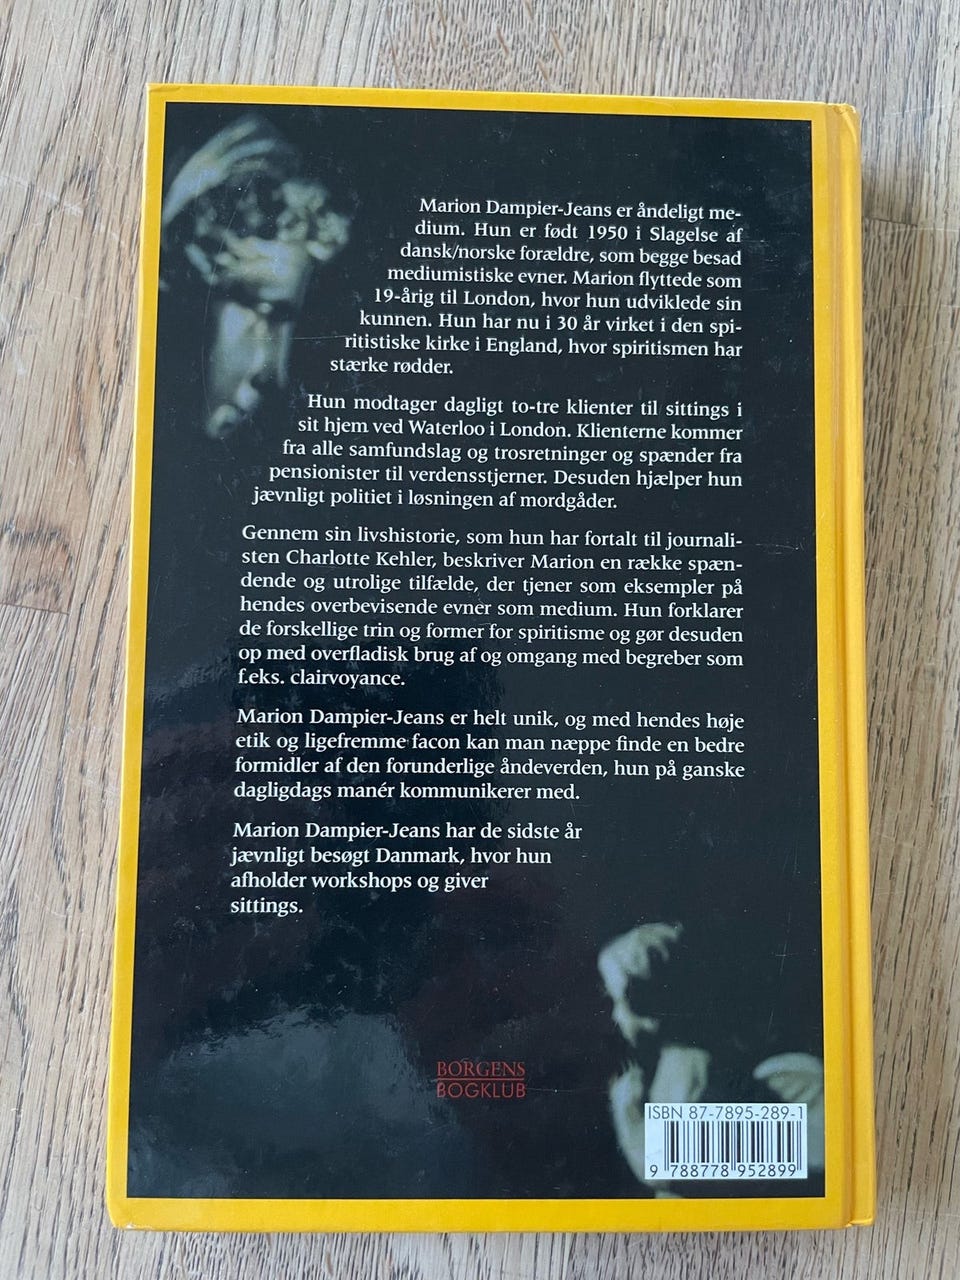 Marion Dampier-Jeans er åndeligt me-
dium. Hun er født 1950 i Slagelse af
dansk/norske forældre, som begge besad
mediumistiske evner. Marion flyttede som
19-årig til London, hvor hun udviklede sin
kunnen. Hun har nu i 30 år virket i den spi-
ritistiske kirke i England, hvor spiritismen har
stærke rødder.
Hun modtager dagligt to-tre klienter til sittings i
sit hjem ved Waterloo i London. Klienterne kommer
fra alle samfundslag og trosretninger og spænder fra
pensionister til verdensstjerner. Desuden hjælper hun
jævnligt politiet i løsningen af mordgåder.
Gennem sin livshistorie, som hun har fortalt til journali-
sten Charlotte Kehler, beskriver Marion en række spæn-
dende og utrolige tilfælde, der tjener som eksempler på
hendes overbevisende evner som medium. Hun forklarer
de forskellige trin og former for spiritisme og gør desuden
op med overfladisk brug af og omgang med begreber som
f.eks. clairvoyance.
Marion Dampier-Jeans er helt unik, og med hendes høje
etik og ligefremme facon kan man næppe finde en bedre
formidler af den forunderlige åndeverden, hun på ganske
dagligdags manér kommunikerer med.
Marion Dampier-Jeans har de sidste år
jævnligt besøgt Danmark, hvor hun
afholder workshops og giver
sittings.
BORGENS
BOGKLUB
ISBN 87-7895-289-1
9 788778 952899